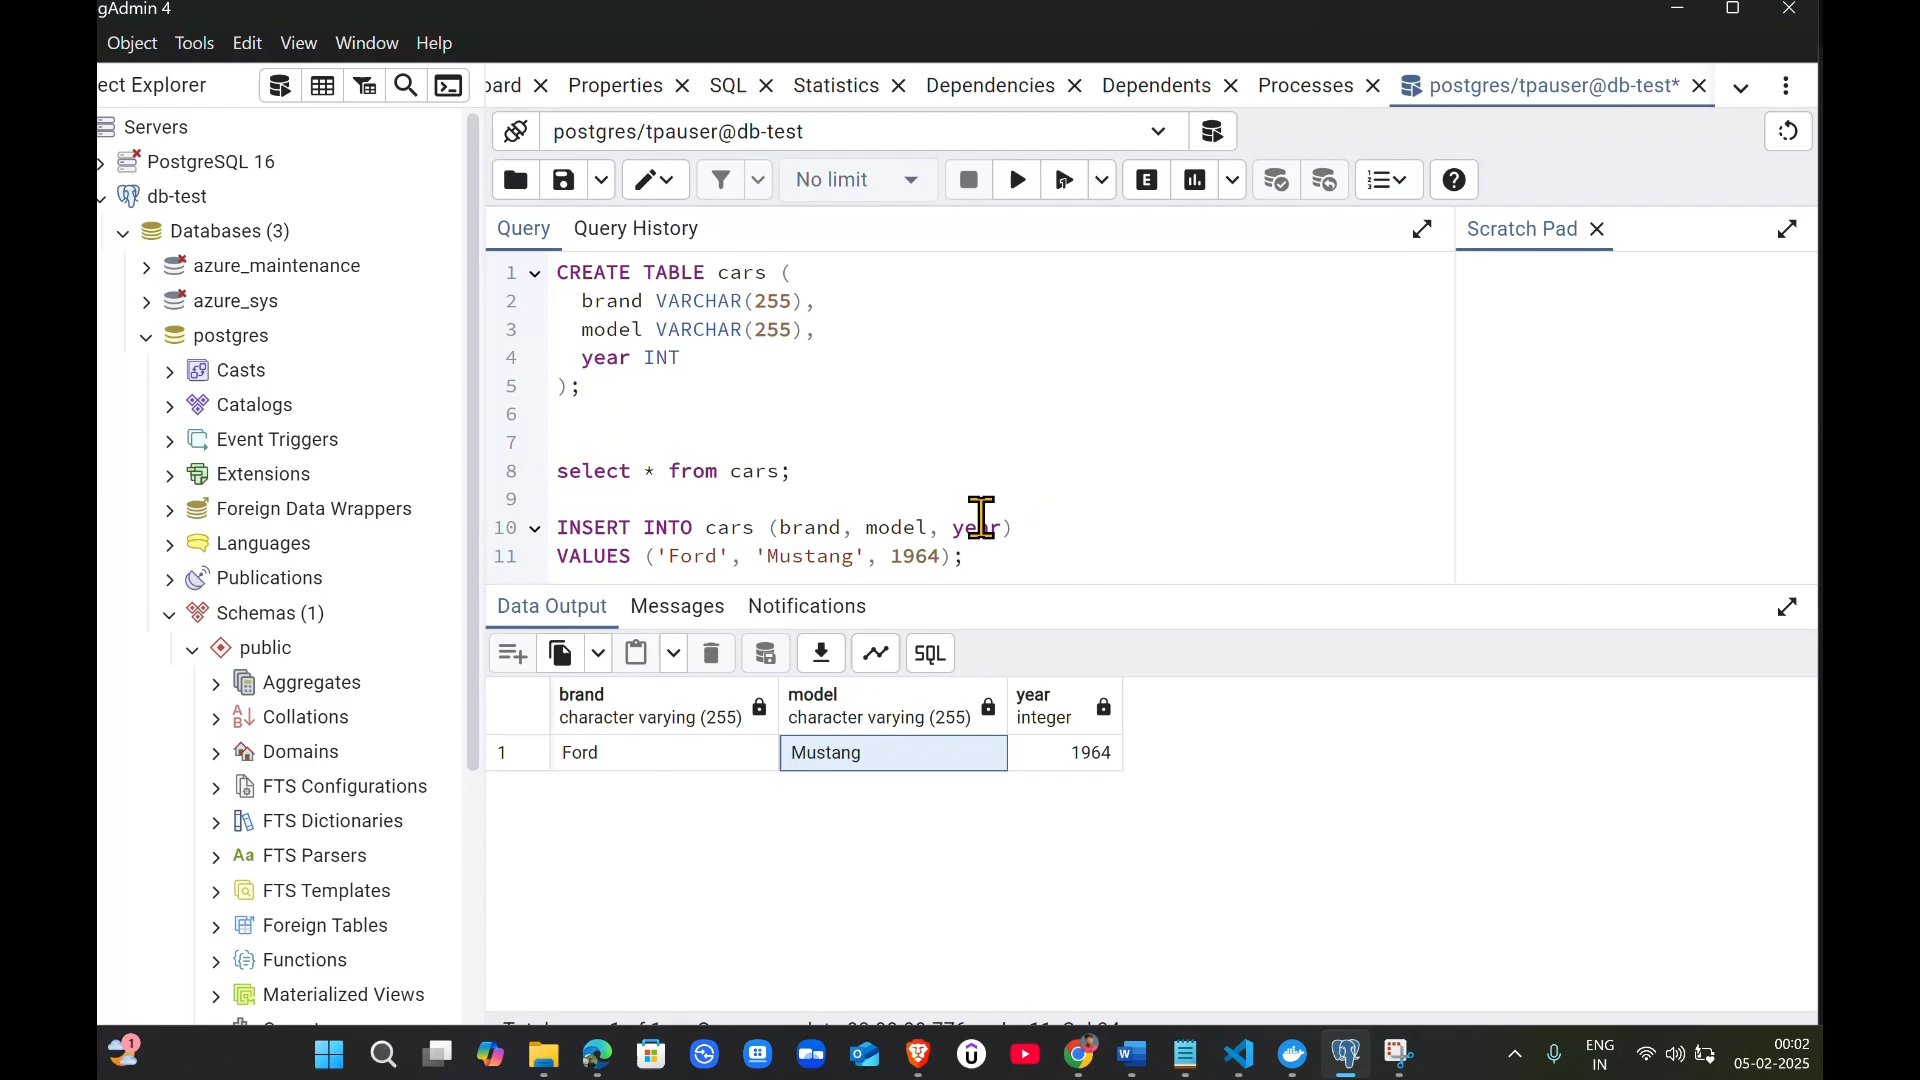 gAdmin 4
Object Tools Edit View Window Help
ect Explorer
oard Properties SQL Statistics Dependencies Dependents Processes postgres/tpauser@db-test*
Servers
PostgreSQL 16
db-test
Databases (3)
azure_maintenance
azure_sys
postgres
Casts
Catalogs
Event Triggers
Extensions
Foreign Data Wrappers
Languages
Publications
Schemas (1)
public
Aggregates
Collations
Domains
FTS Configurations
FTS Dictionaries
Aa FTS Parsers
FTS Templates
Foreign Tables
Functions
Materialized Views
postgres/tpauser@db-test
No limit
E
Query Query History
Scratch Pad
1 CREATE TABLE cars (
2 brand VARCHAR(255),
3 model VARCHAR(255),
4 year INT
5 );
6
7
8 select * from cars;
9
10 INSERT INTO cars (brand, model, year)
11 VALUES ('Ford', 'Mustang', 1964);
Data Output Messages Notifications
SQL
brand model year
character varying (255) character varying (255) integer
1 Ford Mustang 1964
1
ENG
IN
00:02
05-02-2025